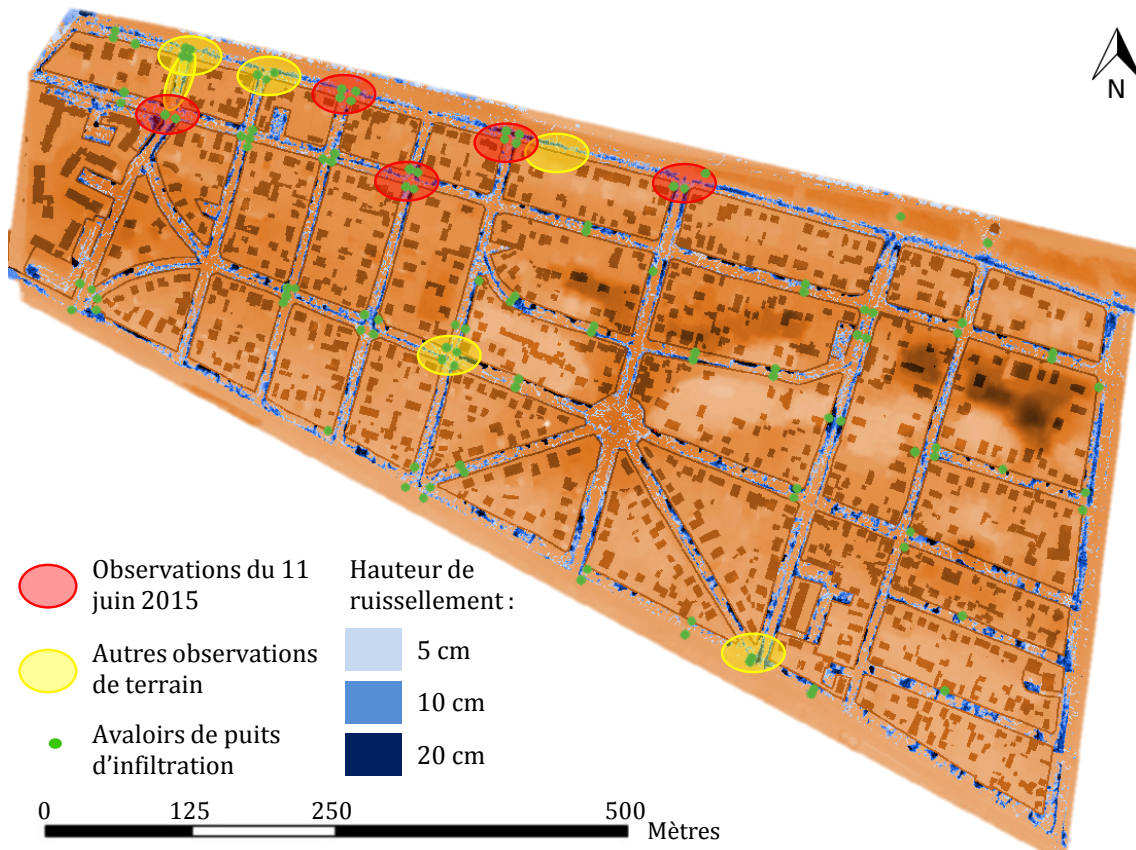 N
Observations du 11
juin 2015
Autres observations
de terrain
Avaloirs de puits
d'infiltration
Hauteur de
ruissellement :
5 cm
10 cm
20 cm
0 125 250 500 Mètres